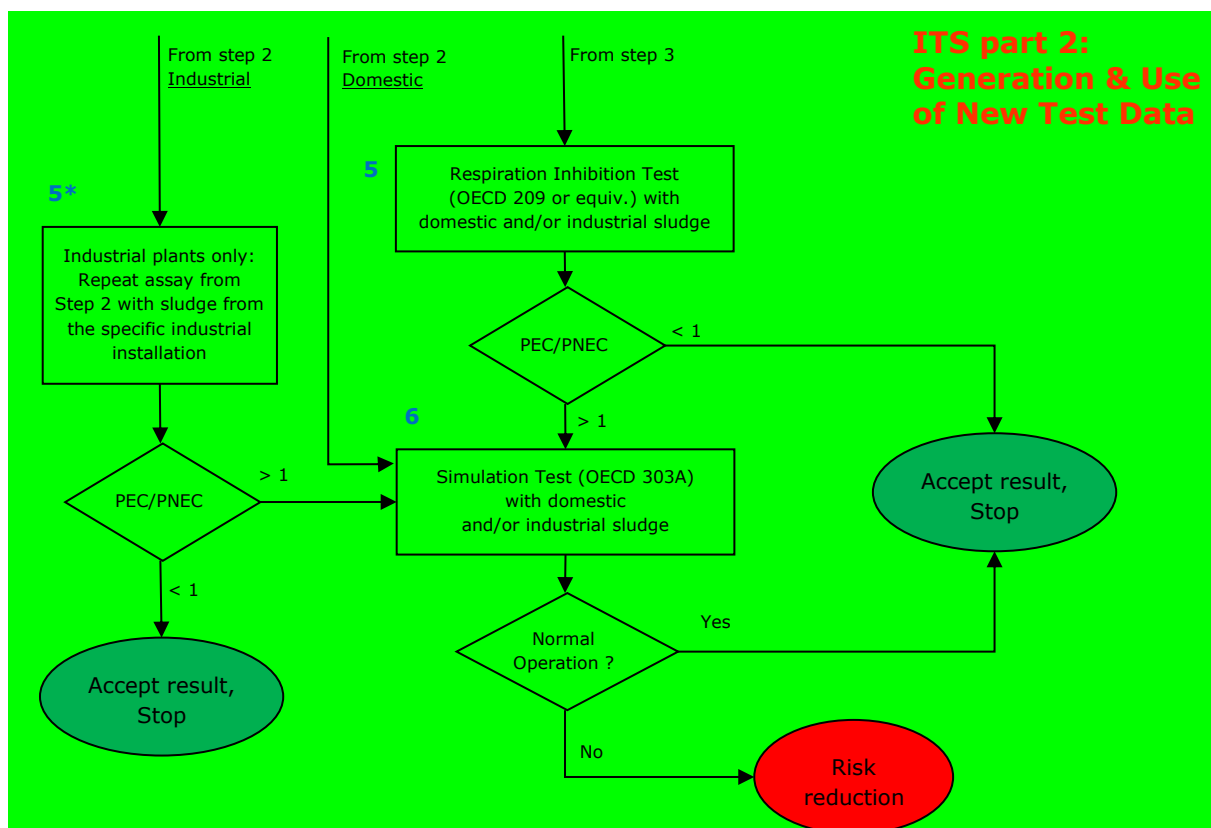 ITS part 2:
Generation & Use
of New Test Data
From step 2
Industrial
From step 2
Domestic
From step 3
5*
Industrial plants only:
Repeat assay from
Step 2 with sludge from
the specific industrial
installation
5
Respiration Inhibition Test
(OECD 209 or equiv.) with
domestic and/or industrial sludge
PEC/PNEC
< 1
> 1
6
PEC/PNEC
> 1
< 1
Simulation Test (OECD 303A)
with domestic
and/or industrial sludge
Accept result,
Stop
Normal
Operation ?
Yes
No
Accept result,
Stop
Risk
reduction